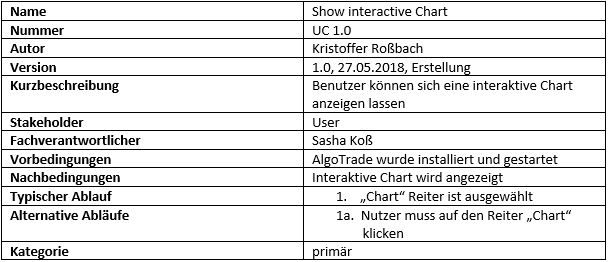 Name Show interactive Chart
Nummer UC 1.0
Autor Kristoffer Roßbach
Version 1.0, 27.05.2018, Erstellung
Kurzbeschreibung Benutzer können sich eine interaktive Chart
anzeigen lassen
Stakeholder User
Fachverantwortlicher Sasha Koß
Vorbedingungen AlgoTrade wurde installiert und gestartet
Nachbedingungen Interaktive Chart wird angezeigt
Typischer Ablauf 1. „Chart“ Reiter ist ausgewählt
Alternative Abläufe 1a. Nutzer muss auf den Reiter „Chart“
klicken
Kategorie primär